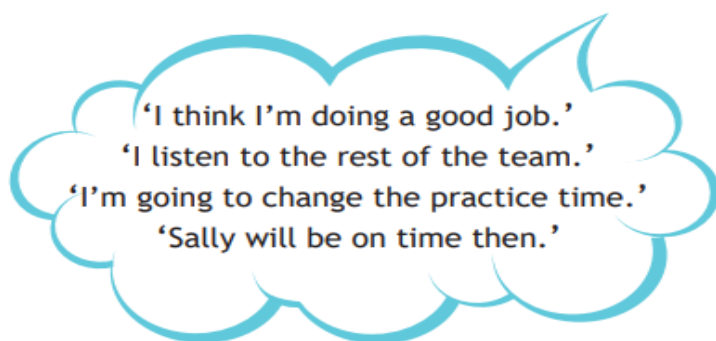 ‘I think I’m doing a good job.’
‘I listen to the rest of the team.’
‘I’m going to change the practice time.’
‘Sally will be on time then.’